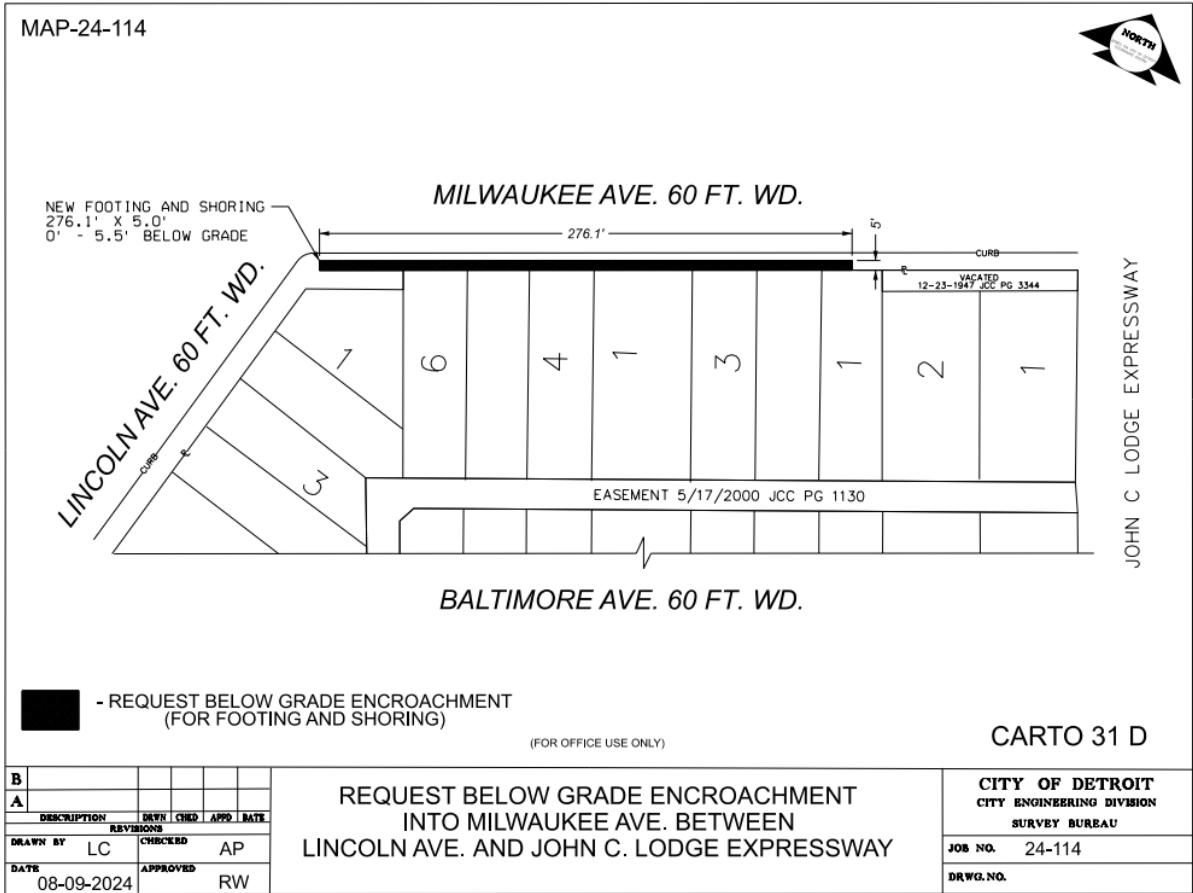 MAP-24-114
NORTH
MILWAUKEE AVE. 60 FT. WD.
NEW FOOTING AND SHORING
276.1' X 5.0'
0' - 5.5' BELOW GRADE
276.1'
5'
CURB
VACATED
12-23-1947 JCC PG 3344
LINCOLN AVE. 60 FT. WD.
CURB
1
3
6
4
1
3
1
2
1
JOHN C LODGE EXPRESSWAY
EASEMENT 5/17/2000 JCC PG 1130
BALTIMORE AVE. 60 FT. WD.
- REQUEST BELOW GRADE ENCROACHMENT
(FOR FOOTING AND SHORING)
(FOR OFFICE USE ONLY)
CARTO 31 D
B
A
DESCRIPTION DRWN CHKD APPD DATE
REVISIONS
DRAWN BY LC CHECKED AP
DATE 08-09-2024 APPROVED RW
REQUEST BELOW GRADE ENCROACHMENT
INTO MILWAUKEE AVE. BETWEEN
LINCOLN AVE. AND JOHN C. LODGE EXPRESSWAY
CITY OF DETROIT
CITY ENGINEERING DIVISION
SURVEY BUREAU
JOB NO. 24-114
DRWG. NO.